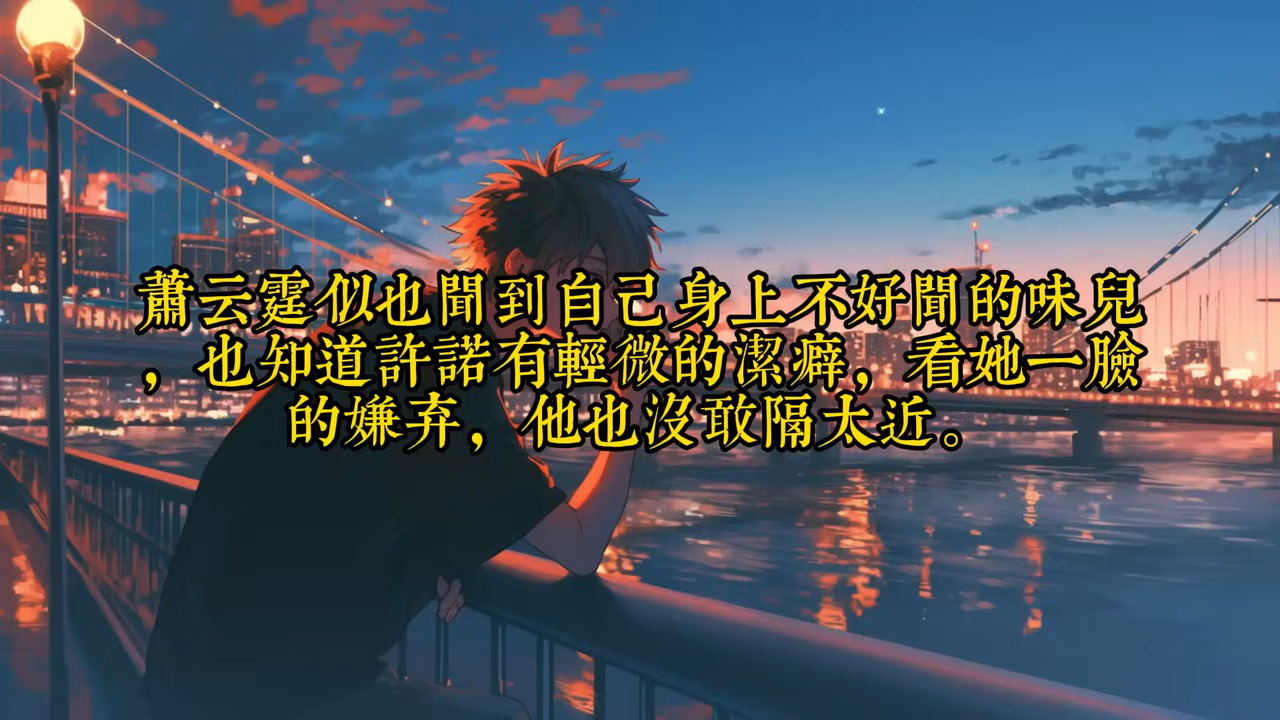 蕭云霆似也聞到自己身上不好聞的味兒
，也知道許諾有輕微的潔癖，看她一臉
的嫌弃，他也沒敢隔太近。